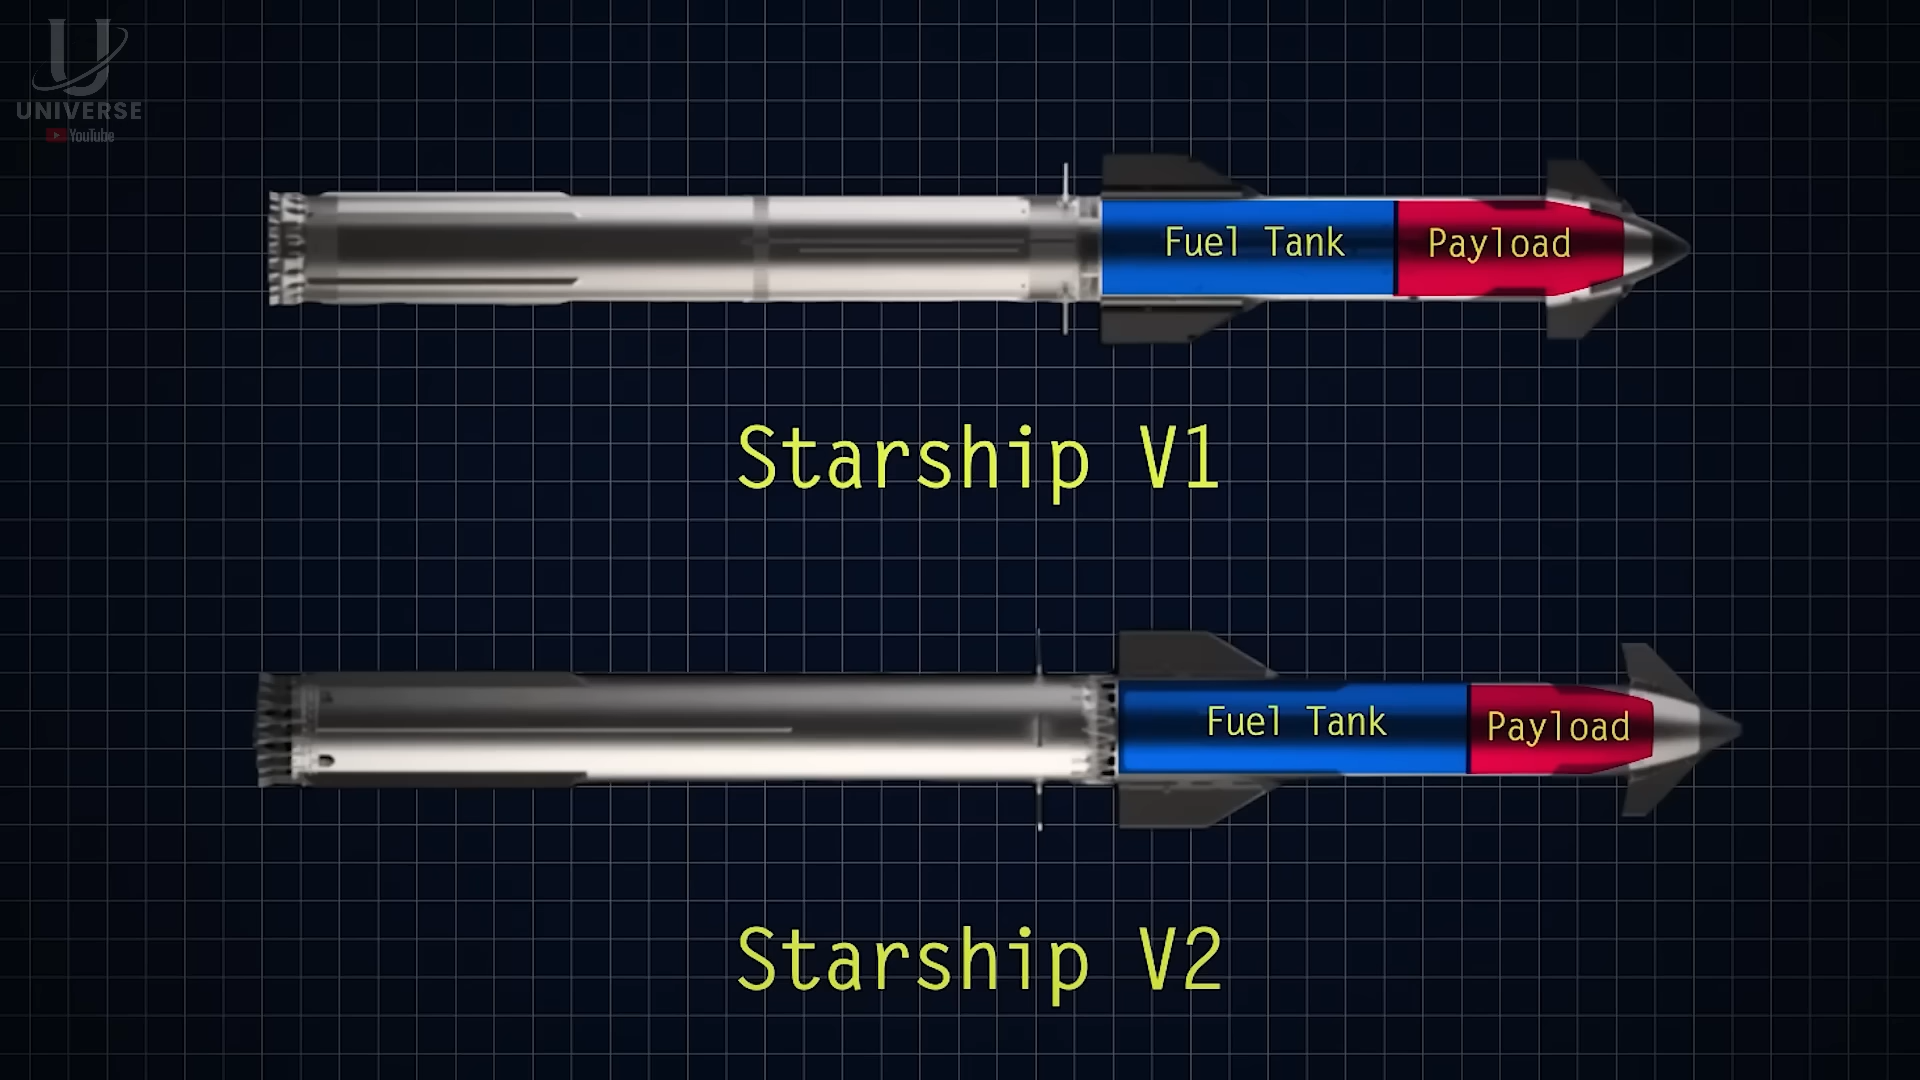 U
UNIVERSE
YouTube
Fuel Tank
Payload
Starship V1
Fuel Tank
Payload
Starship V2